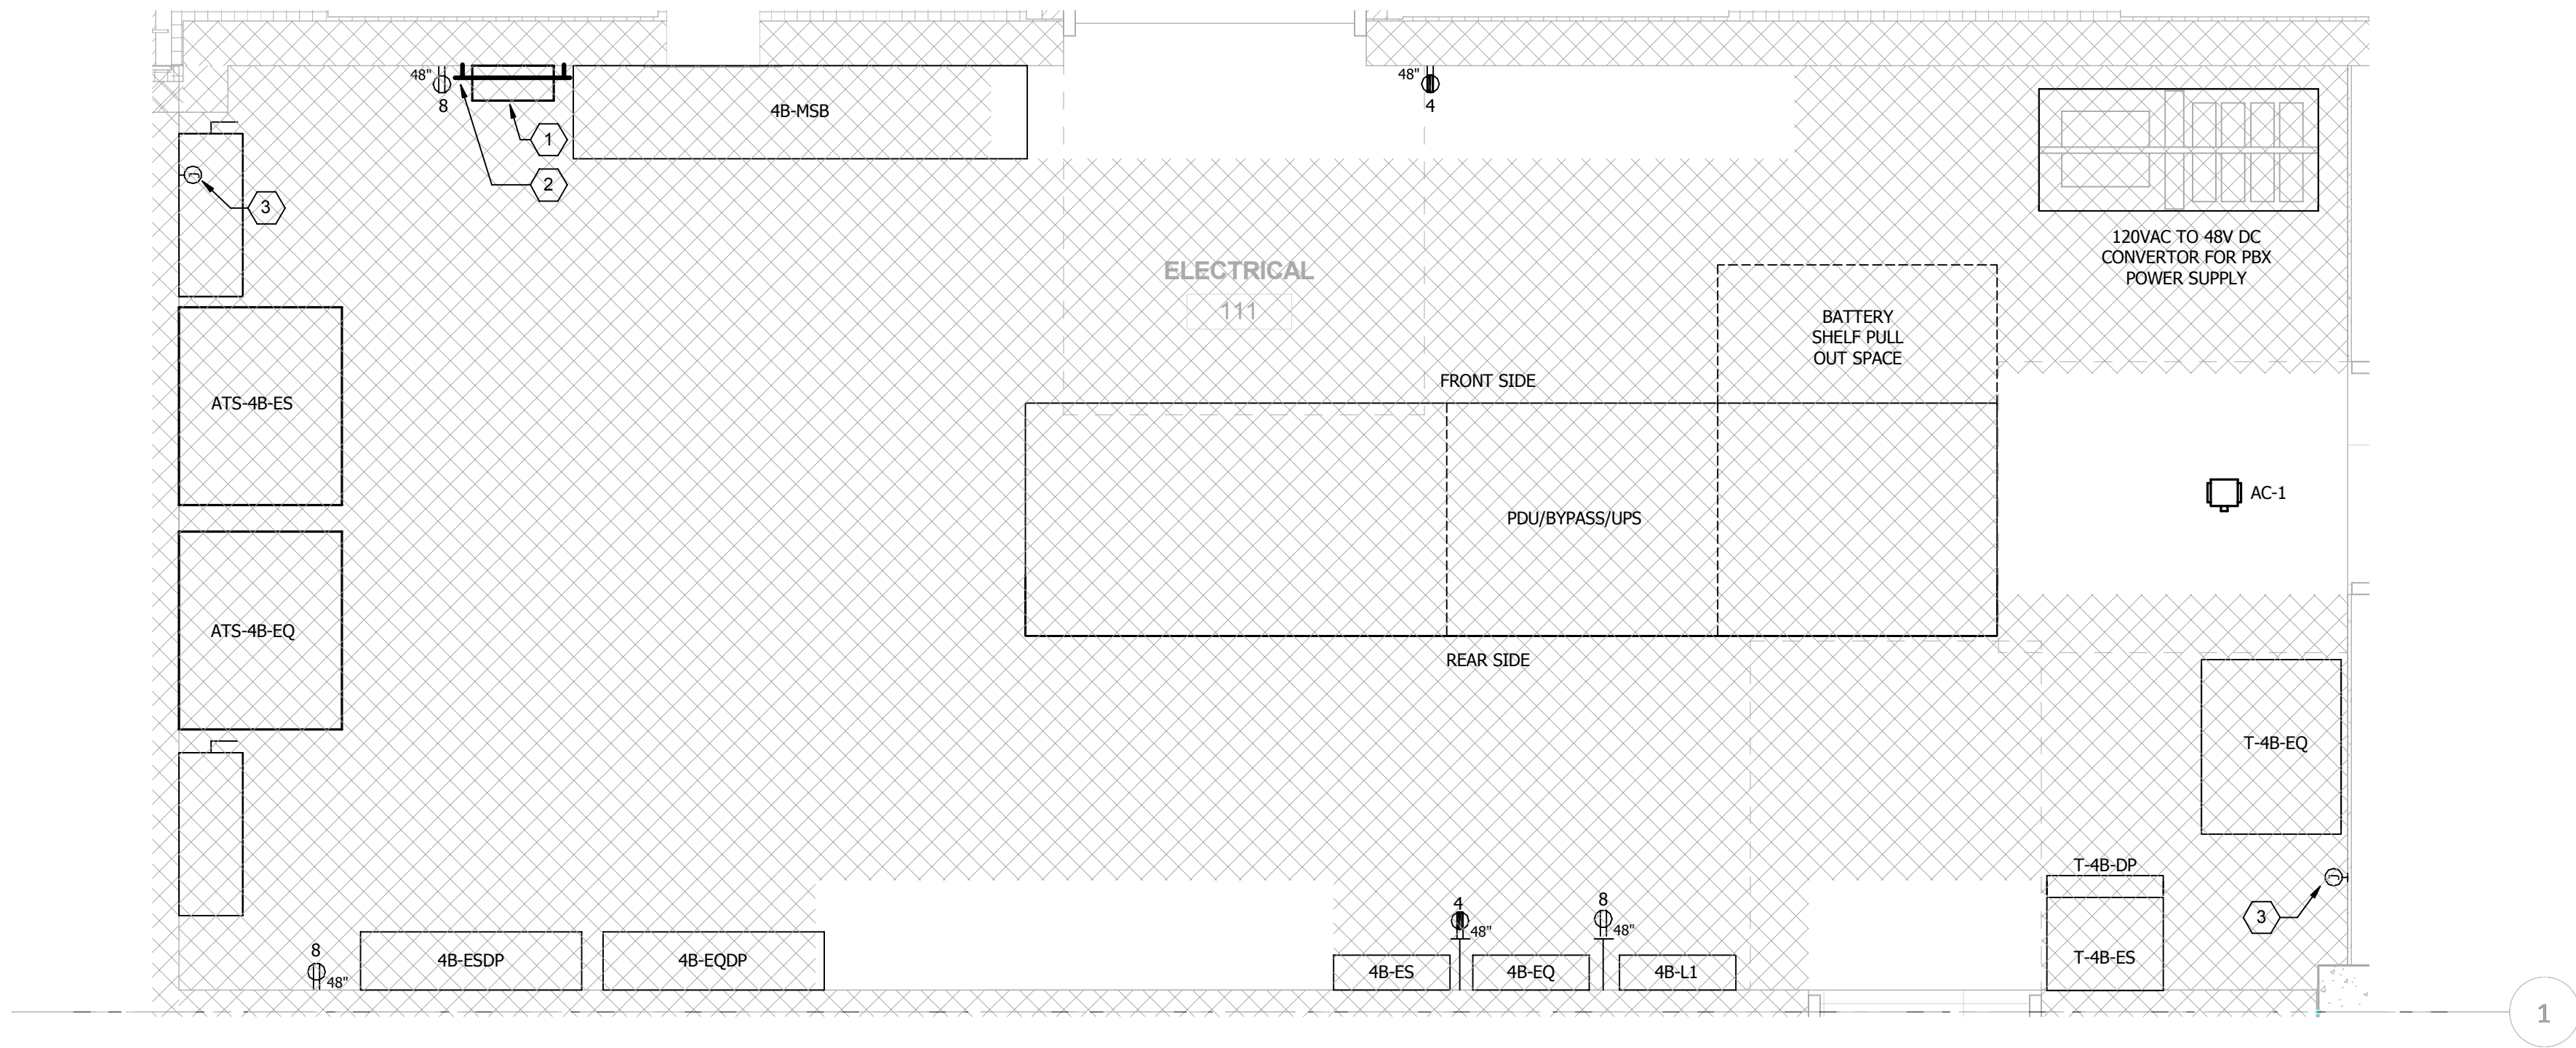 48"
8
4B-MSB
48"
4
1
2
3
120VAC TO 48V DC
CONVERTOR FOR PBX
POWER SUPPLY
ELECTRICAL
111
BATTERY
SHELF PULL
OUT SPACE
FRONT SIDE
ATS-4B-ES
AC-1
PDU/BYPASS/UPS
ATS-4B-EQ
REAR SIDE
T-4B-EQ
T-4B-DP
J
J
3
8
48"
4B-ESDP
4B-EQDP
4
48"
8
48"
4B-ES
4B-EQ
4B-L1
T-4B-ES
1